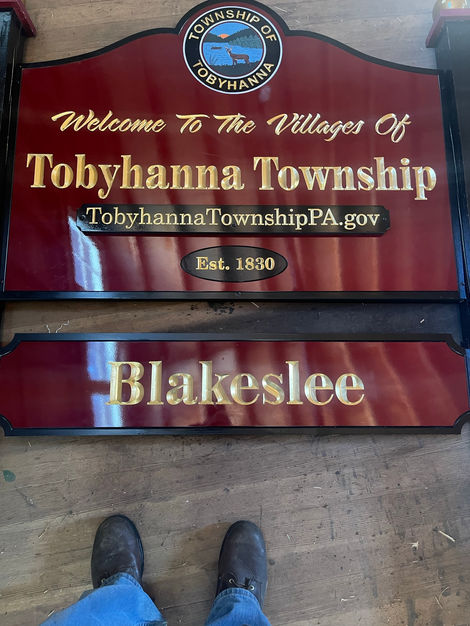 TOWNSHIP OF
TOBYHANNA
Welcome To The Villages Of
Tobyhanna Township
TobyhannaTownshipPA.gov
Est. 1830
Blakeslee